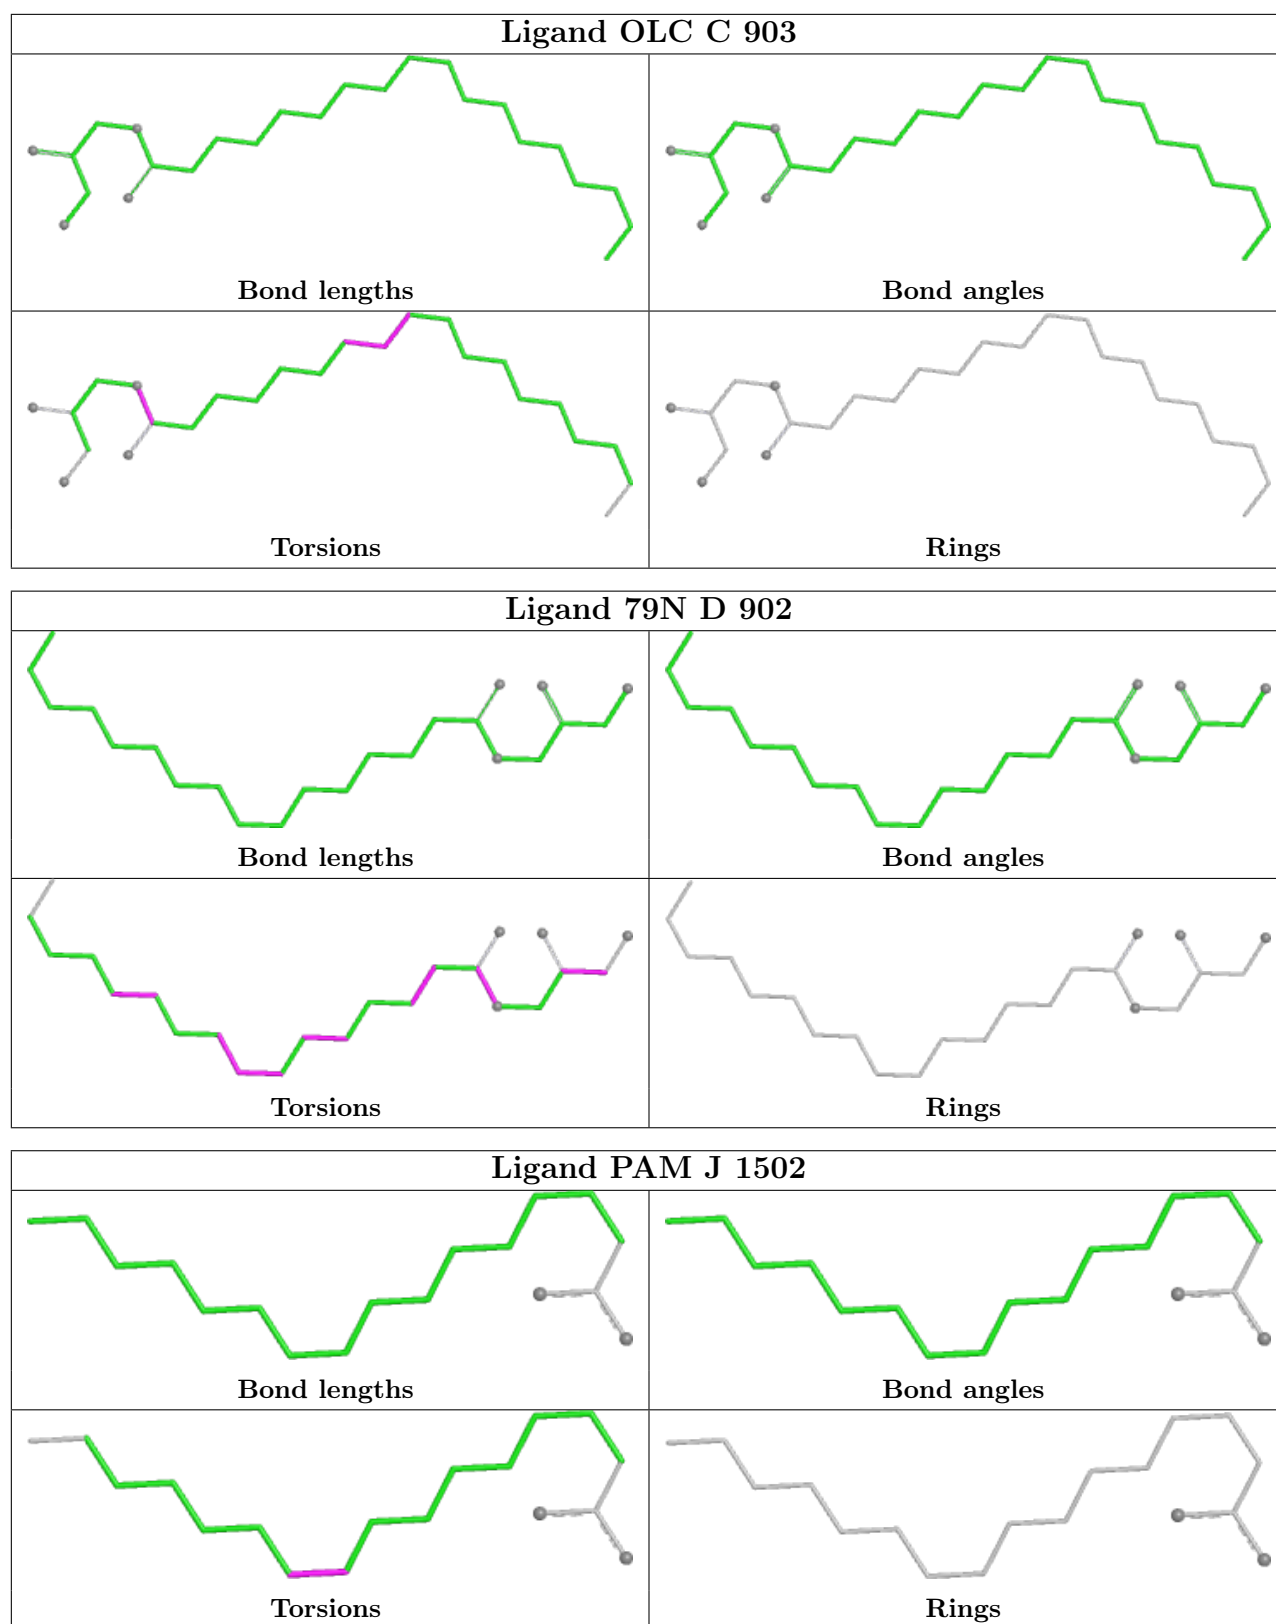 Ligand OLC C 903
Bond lengths
Bond angles
Torsions
Rings
Ligand 79N D 902
Bond lengths
Bond angles
Torsions
Rings
Ligand PAM J 1502
Bond lengths
Bond angles
Torsions
Rings